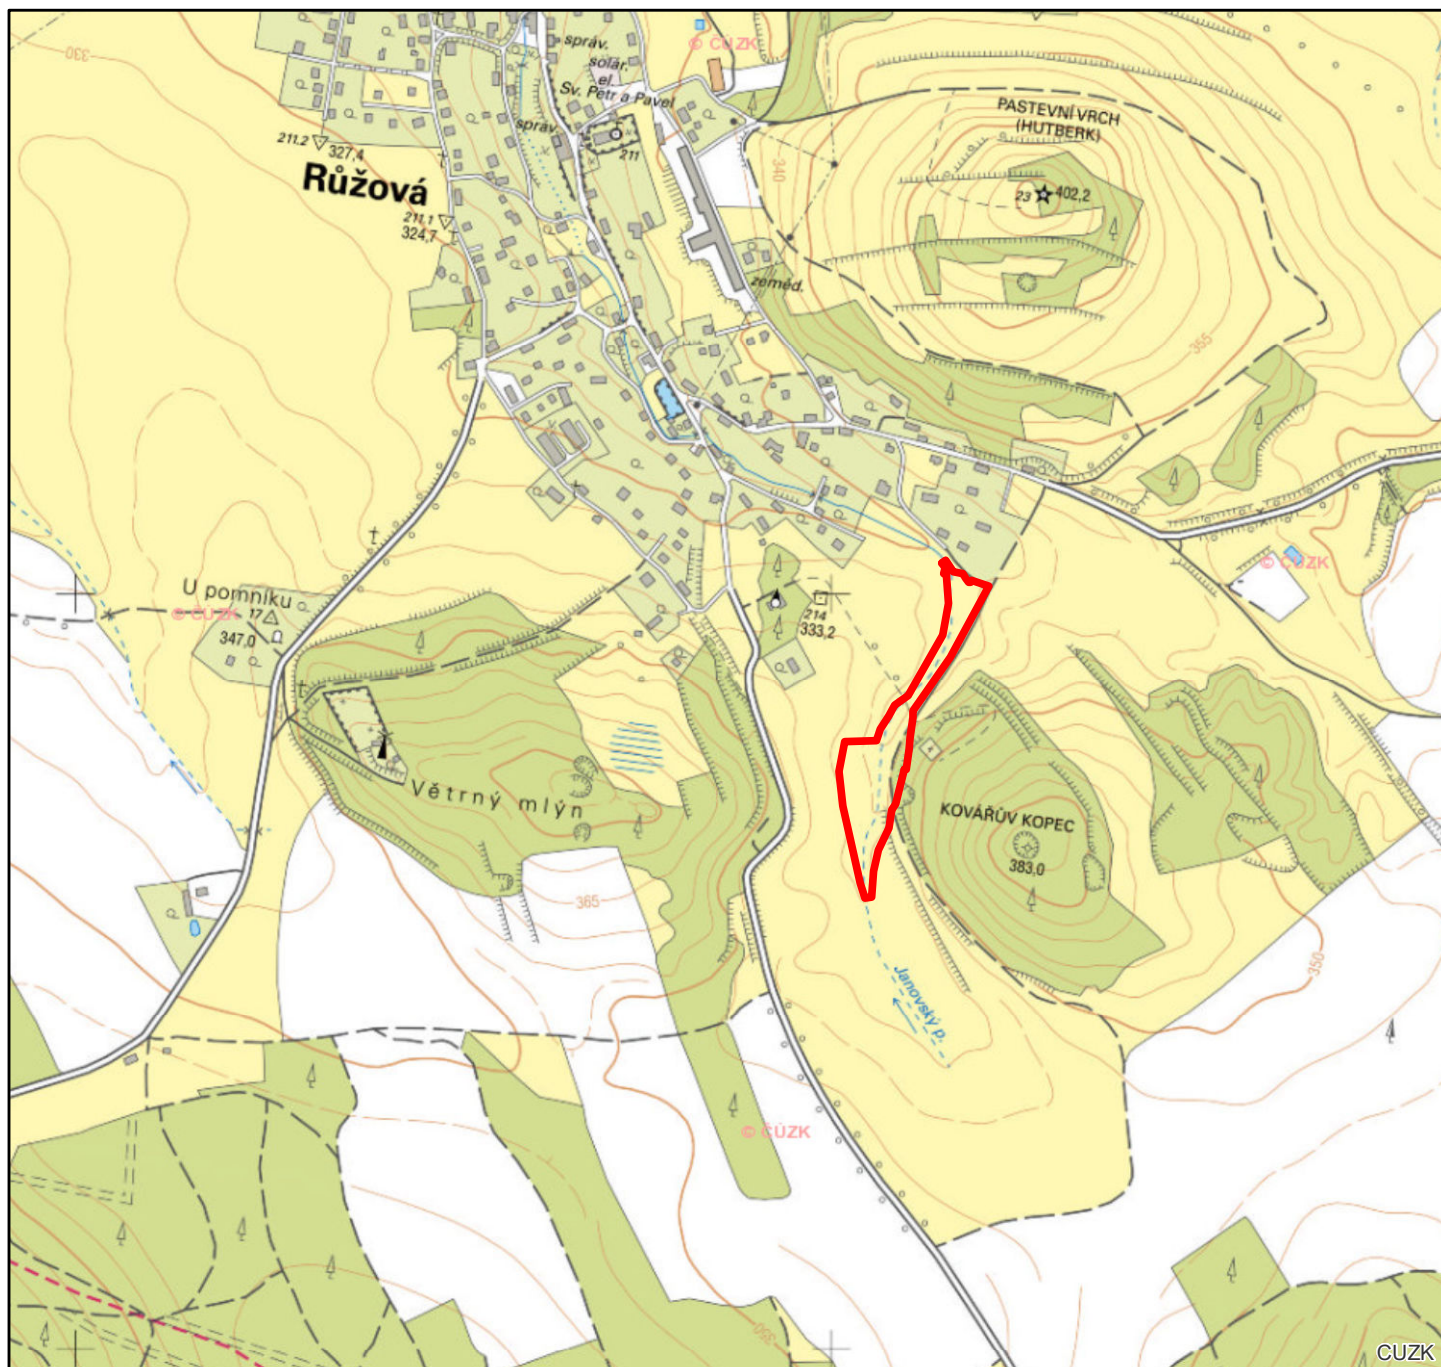 330
správ.
solár.
el.
© ČÚZK
Sv. Petr a Pavel
správ.
211
PASTEVNÍ VRCH
(HUTBERK)
211.2
327,4
340
Růžová
23
402,2
211.1
324,7
zeměd.
355
U pomníku
© ČÚZK
17
347,0
© ČÚZK
214
333,2
Větrný mlýn
KOVÁŘŮV KOPEC
383,0
365
350
Janovský p.
© ČÚZK
350
CUZK